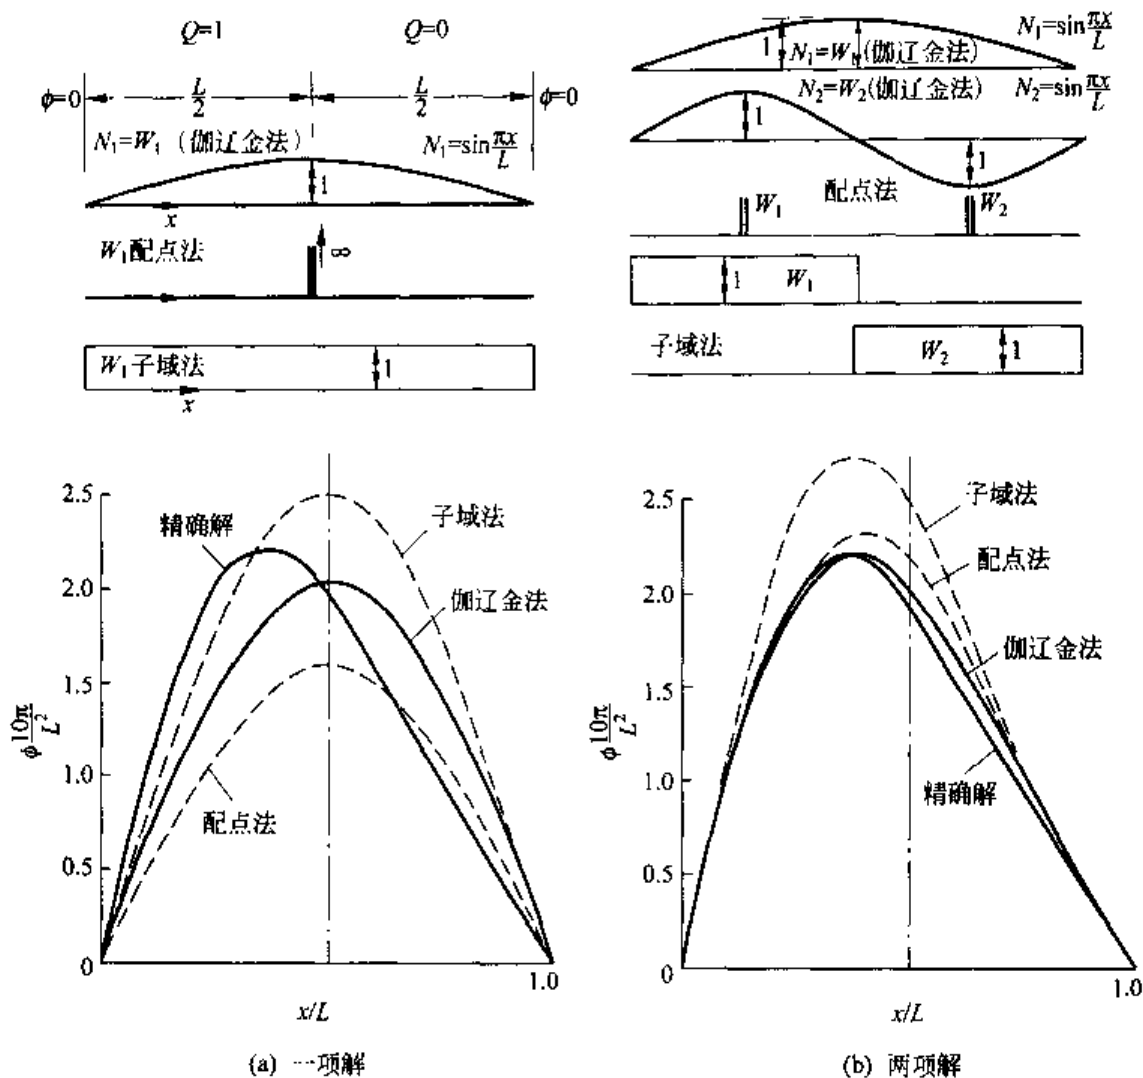 Q=1 Q=0
ϕ=0 L/2 L/2 ϕ=0
N₁=W₁ (伽辽金法) N₁=sin πx/L
1
x
W₁配点法 ∞
W₁子域法 1
x
N₁=sin πx/L
1 N₁=W₁(伽辽金法)
N₂=W₂(伽辽金法) N₂=sin πx/L
1 1
配点法
W₁ W₂
1 W₁
子域法 W₂ 1
2.5
精确解 子域法
2.0
伽辽金法
1.5
ϕ 10π/L²
1.0
配点法
0.5
0
1.0
x/L
(a) 一项解
2.5 子域法
配点法
2.0
伽辽金法
1.5
ϕ 10π/L²
1.0
精确解
0.5
0
1.0
x/L
(b) 两项解